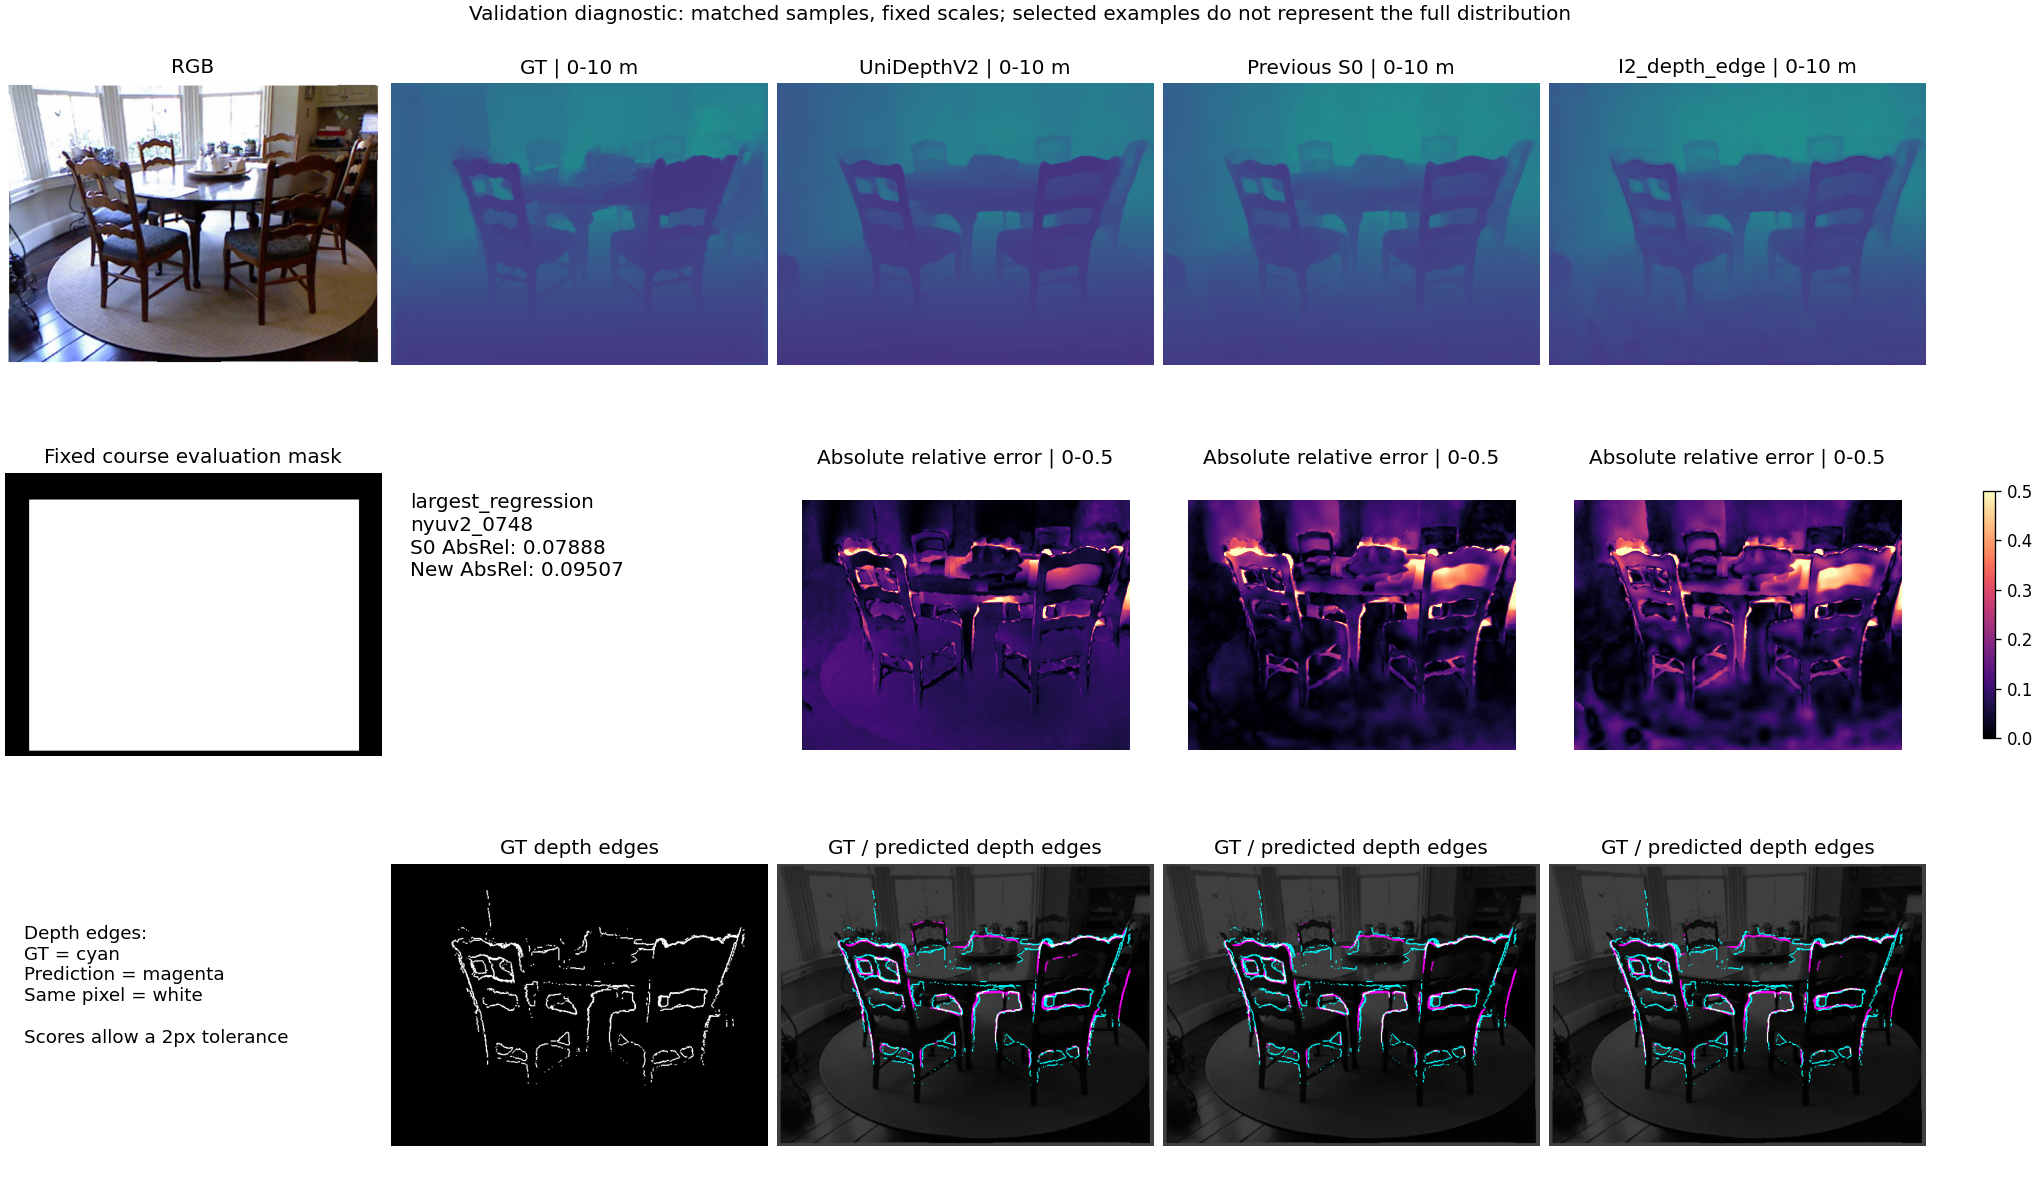 Validation diagnostic: matched samples, fixed scales; selected examples do not represent the full distribution
RGB
GT | 0-10 m
UniDepthV2 | 0-10 m
Previous S0 | 0-10 m
I2_depth_edge | 0-10 m
Fixed course evaluation mask
largest_regression
nyuv2_0748
S0 AbsRel: 0.07888
New AbsRel: 0.09507
Absolute relative error | 0-0.5
Absolute relative error | 0-0.5
Absolute relative error | 0-0.5
0.5
0.4
0.3
0.2
0.1
0.0
Depth edges:
GT = cyan
Prediction = magenta
Same pixel = white
Scores allow a 2px tolerance
GT depth edges
GT / predicted depth edges
GT / predicted depth edges
GT / predicted depth edges